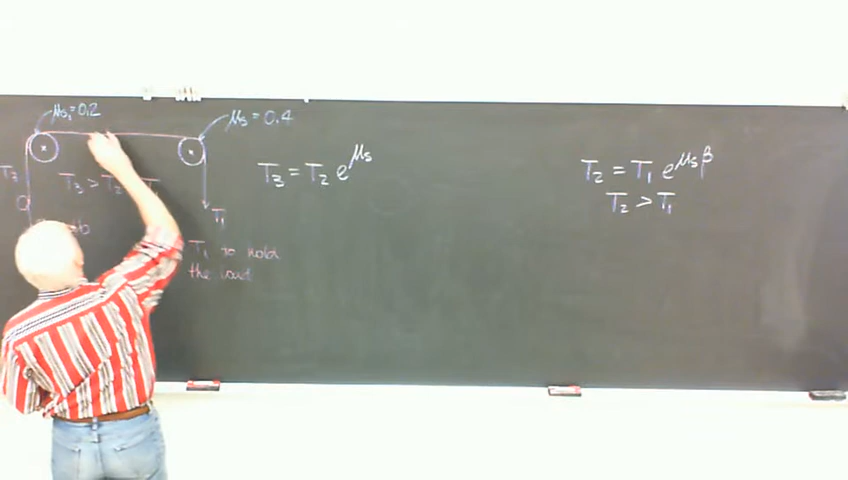 μs=0.2
μs = 0.4
T3
T3 > T2
T1
T1 to hold
the load
T3 = T2 e^μs
T2 = T1 e^μsβ
T2 > T1